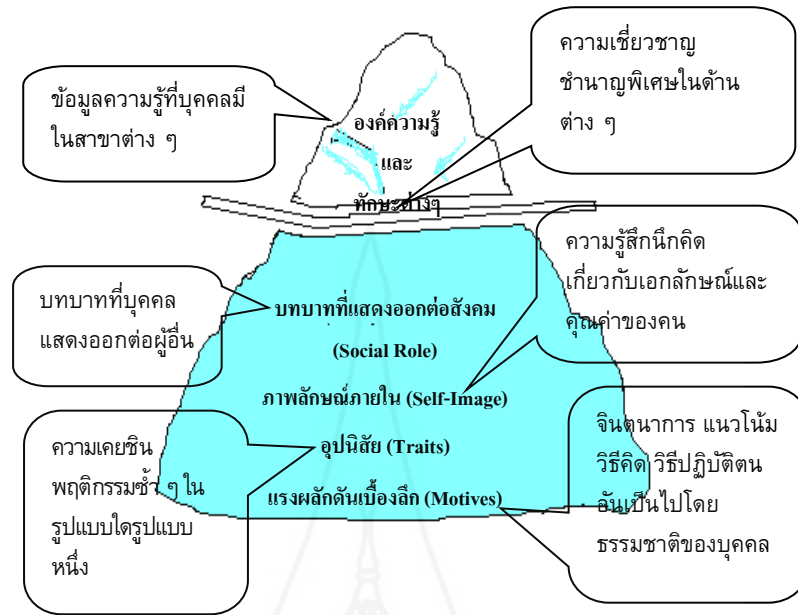 ความเชี่ยวชาญ
ชำนาญพิเศษในด้าน
ต่าง ๆ
ข้อมูลความรู้ที่บุคคลมี
ในสาขาต่าง ๆ
องค์ความรู้
และ
ทักษะต่างๆ
ความรู้สึกนึกคิด
เกี่ยวกับเอกลักษณ์และ
คุณค่าของคน
บทบาทที่บุคคล
แสดงออกต่อผู้อื่น
บทบาทที่แสดงออกต่อสังคม
(Social Role)
ภาพลักษณ์ภายใน (Self-Image)
อุปนิสัย (Traits)
แรงผลักดันเบื้องลึก (Motives)
ความเคยชิน
พฤติกรรมซ้ำ ๆ ใน
รูปแบบใดรูปแบบ
หนึ่ง
จินตนาการ แนวโน้ม
วิธีคิด วิธีปฏิบัติตน
อันเป็นไปโดย
ธรรมชาติของบุคคล